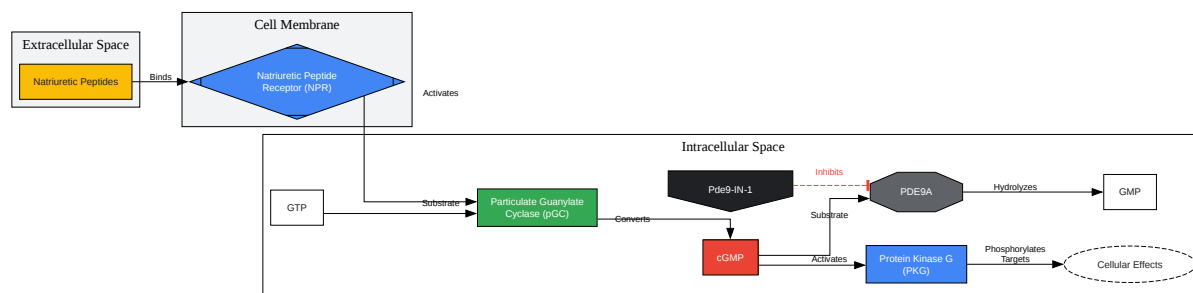 Cell Membrane
Extracellular Space
Natriuretic Peptides
Binds
Natriuretic Peptide
Receptor (NPR)
Activates
Intracellular Space
GTP
Substrate
Particulate Guanylate
Cyclase (pGC)
Converts
Pde9-IN-1
Inhibits
PDE9A
Hydrolyzes
GMP
Substrate
cGMP
Activates
Protein Kinase G
(PKG)
Phosphorylates
Targets
Cellular Effects